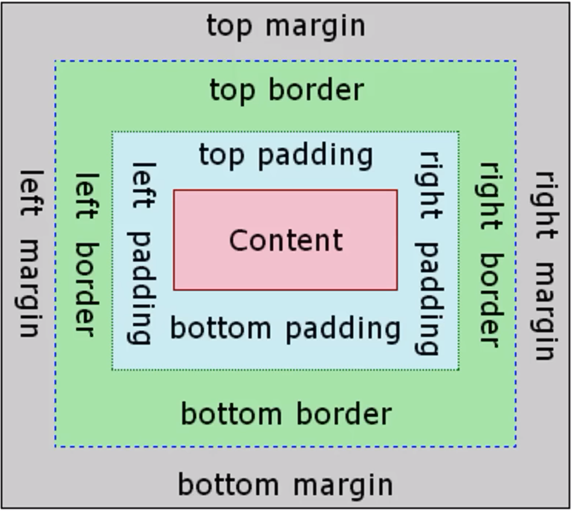 top margin
top border
top padding
left margin
left border
left padding
Content
right padding
right border
right margin
bottom padding
bottom border
bottom margin